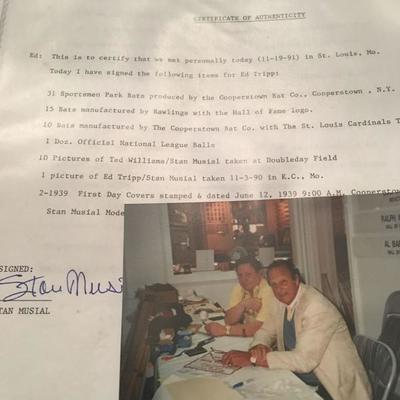 CERTIFICATE OF AUTHENTICITY
Ed: This is to certify that we met personally today (11-19-91) in St. Louis, Mo.
Today I have signed the following items for Ed Tripp:
31 Sportsmen Park Bats produced by the Cooperstown Bat Co., Cooperstown , N.Y.
15 Bats manufactured by Rawlings with the Hall of Fame logo.
10 Bats manufactured by The Cooperstown Bat Co. with The St. Louis Cardinals
1 Doz. Official National League Balls
10 Pictures of Ted Williams/Stan Musial taken at Doubleday Field
1 picture of Ed Tripp/Stan Musial taken 11-3-90 in K.C., Mo.
2-1939 First Day Covers stamped & dated June 12, 1939 9:00 A.M. Cooperstow
Stan Musial Mode
SIGNED:
Stan Musi
STAN MUSIAL
RALPH
AL BA